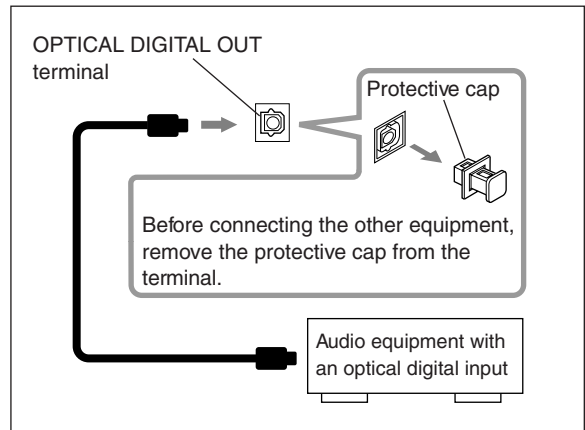 OPTICAL DIGITAL OUT
terminal
Protective cap
Before connecting the other equipment,
remove the protective cap from the
terminal.
Audio equipment with
an optical digital input